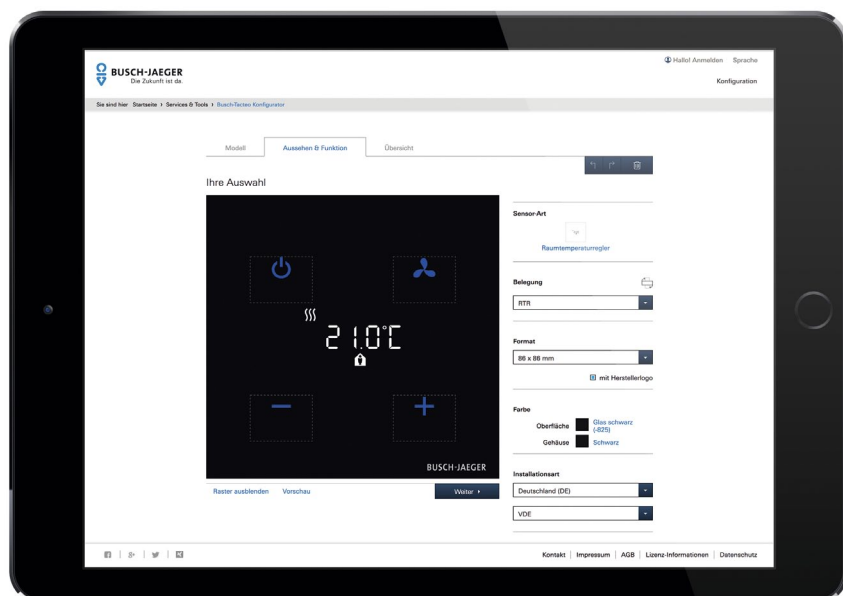 Hallo! Anmelden Sprache
BUSCH-JAEGER
Die Zukunft ist da.
Konfiguration
Sie sind hier Startseite › Services & Tools › Busch-Tacteo Konfigurator
Modell Aussehen & Funktion Übersicht
Ihre Auswahl
Sensor-Art
Raumtemperaturregler
Belegung
RTR
21.0°C
Format
86 x 86 mm
mit Herstellerlogo
Farbe
Oberfläche Glas schwarz
(-825)
Gehäuse Schwarz
BUSCH-JAEGER
Installationsart
Raster ausblenden Vorschau Weiter
Deutschland (DE)
VDE
Kontakt | Impressum | AGB | Lizenz-Informationen | Datenschutz